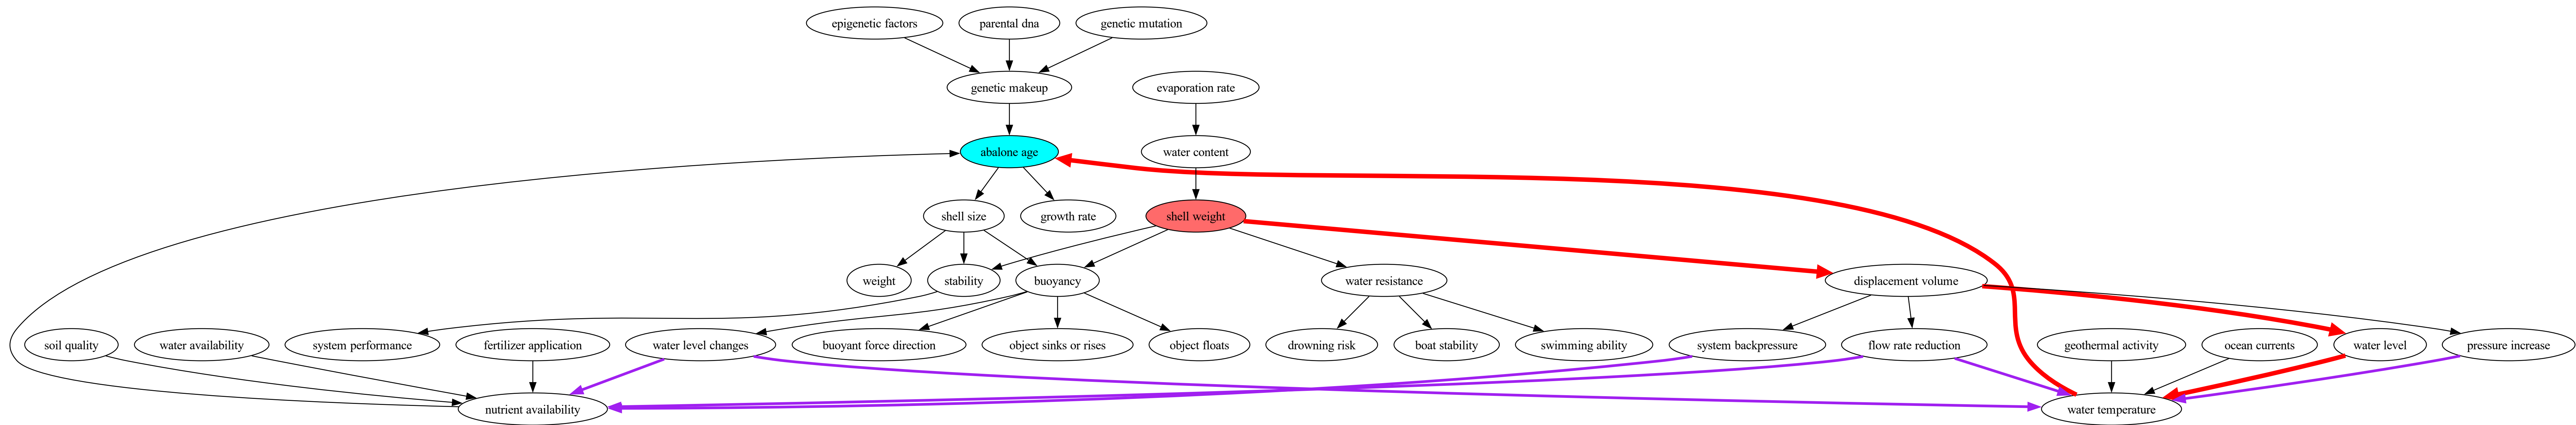 epigenetic factors
parental dna
genetic mutation
genetic makeup
evaporation rate
abalone age
water content
shell size
growth rate
shell weight
weight
stability
buoyancy
water resistance
displacement volume
soil quality
water availability
system performance
fertilizer application
water level changes
buoyant force direction
object sinks or rises
object floats
drowning risk
boat stability
swimming ability
system backpressure
flow rate reduction
geothermal activity
ocean currents
water level
pressure increase
nutrient availability
water temperature